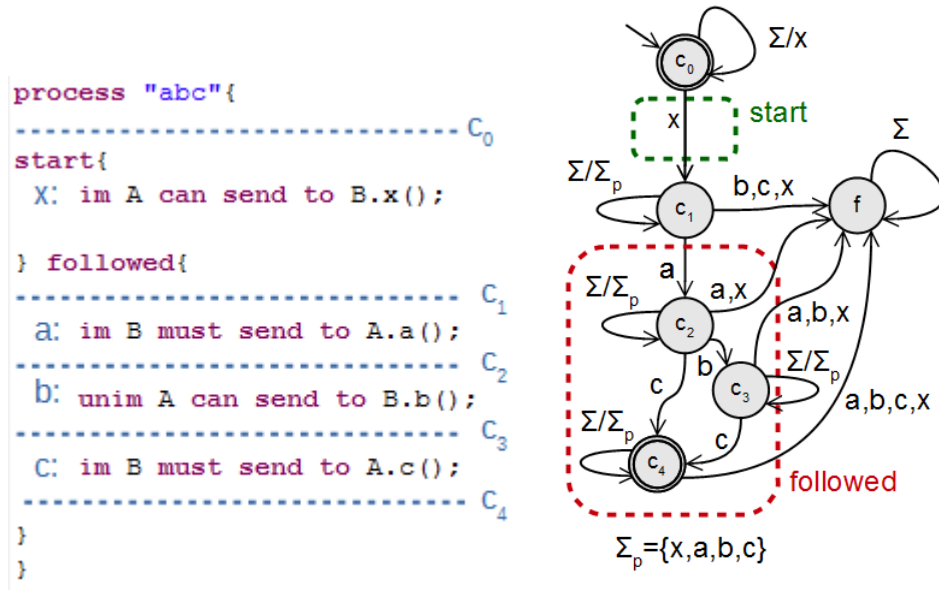 process "abc"{
------------------------------- C0
start{
x: im A can send to B.x();
} followed{
------------------------------- C1
a: im B must send to A.a();
------------------------------- C2
b: unim A can send to B.b();
------------------------------- C3
c: im B must send to A.c();
------------------------------- C4
}
}
Σ/x
c0
x
start
Σ
Σ/Σp
b,c,x
c1
f
a
Σ/Σp
a,x
c2
a,b,x
b
Σ/Σp
c
c3
a,b,c,x
Σ/Σp
c
c4
followed
Σp={x,a,b,c}